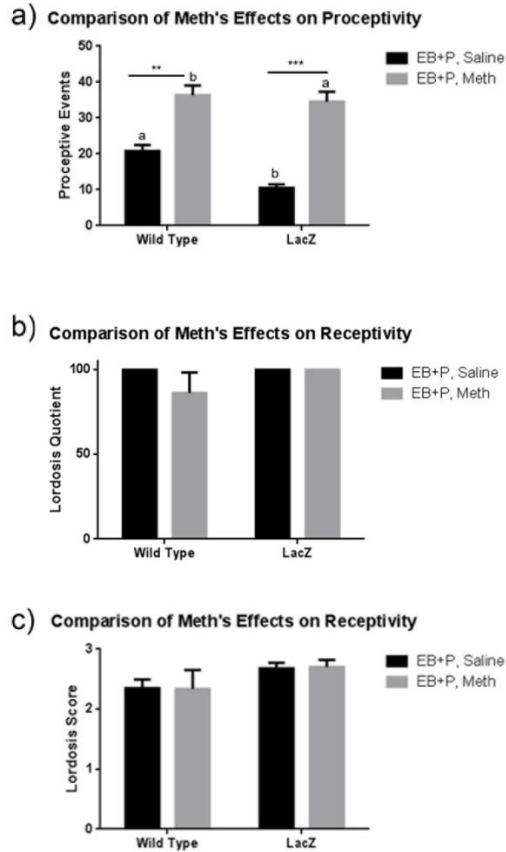 a) Comparison of Meth's Effects on Proceptivity
50
40
30
20
10
0
Proceptive Events
**
***
a
b
b
a
Wild Type
LacZ
EB+P, Saline
EB+P, Meth
b) Comparison of Meth's Effects on Receptivity
100
50
0
Lordosis Quotient
Wild Type
LacZ
EB+P, Saline
EB+P, Meth
c) Comparison of Meth's Effects on Receptivity
3
2
1
0
Lordosis Score
Wild Type
LacZ
EB+P, Saline
EB+P, Meth